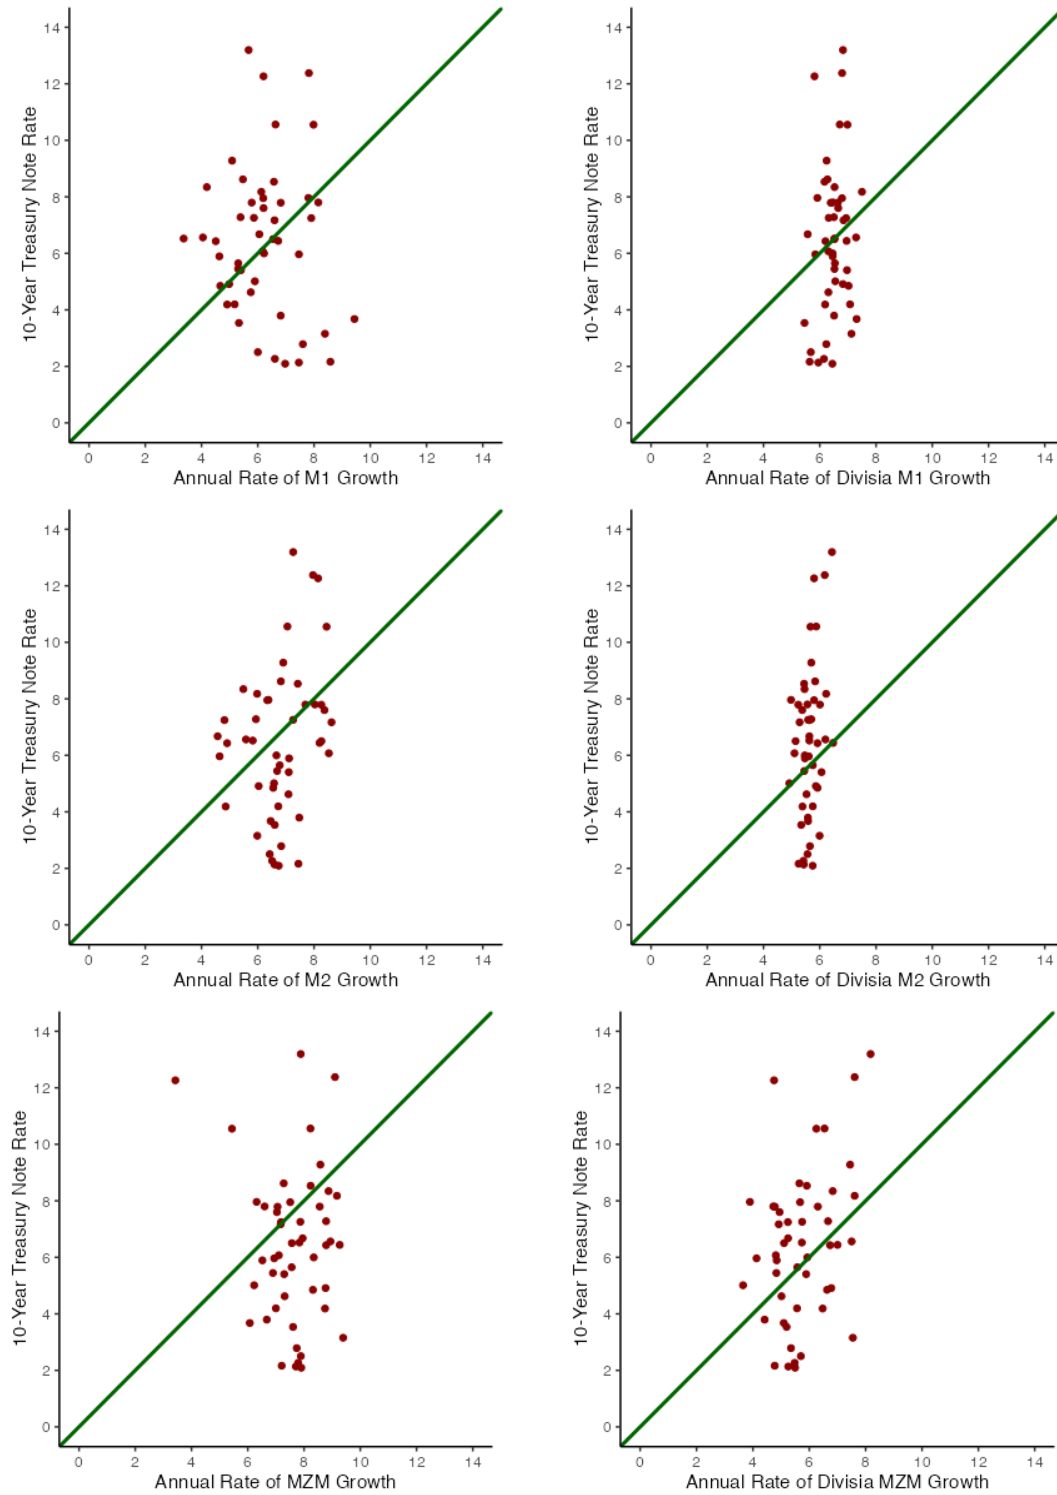 14
12
10
8
6
4
2
0
10-Year Treasury Note Rate
0 2 4 6 8 10 12 14
Annual Rate of M1 Growth
14
12
10
8
6
4
2
0
10-Year Treasury Note Rate
0 2 4 6 8 10 12 14
Annual Rate of Divisia M1 Growth
14
12
10
8
6
4
2
0
10-Year Treasury Note Rate
0 2 4 6 8 10 12 14
Annual Rate of M2 Growth
14
12
10
8
6
4
2
0
10-Year Treasury Note Rate
0 2 4 6 8 10 12 14
Annual Rate of Divisia M2 Growth
14
12
10
8
6
4
2
0
10-Year Treasury Note Rate
0 2 4 6 8 10 12 14
Annual Rate of MZM Growth
14
12
10
8
6
4
2
0
10-Year Treasury Note Rate
0 2 4 6 8 10 12 14
Annual Rate of Divisia MZM Growth